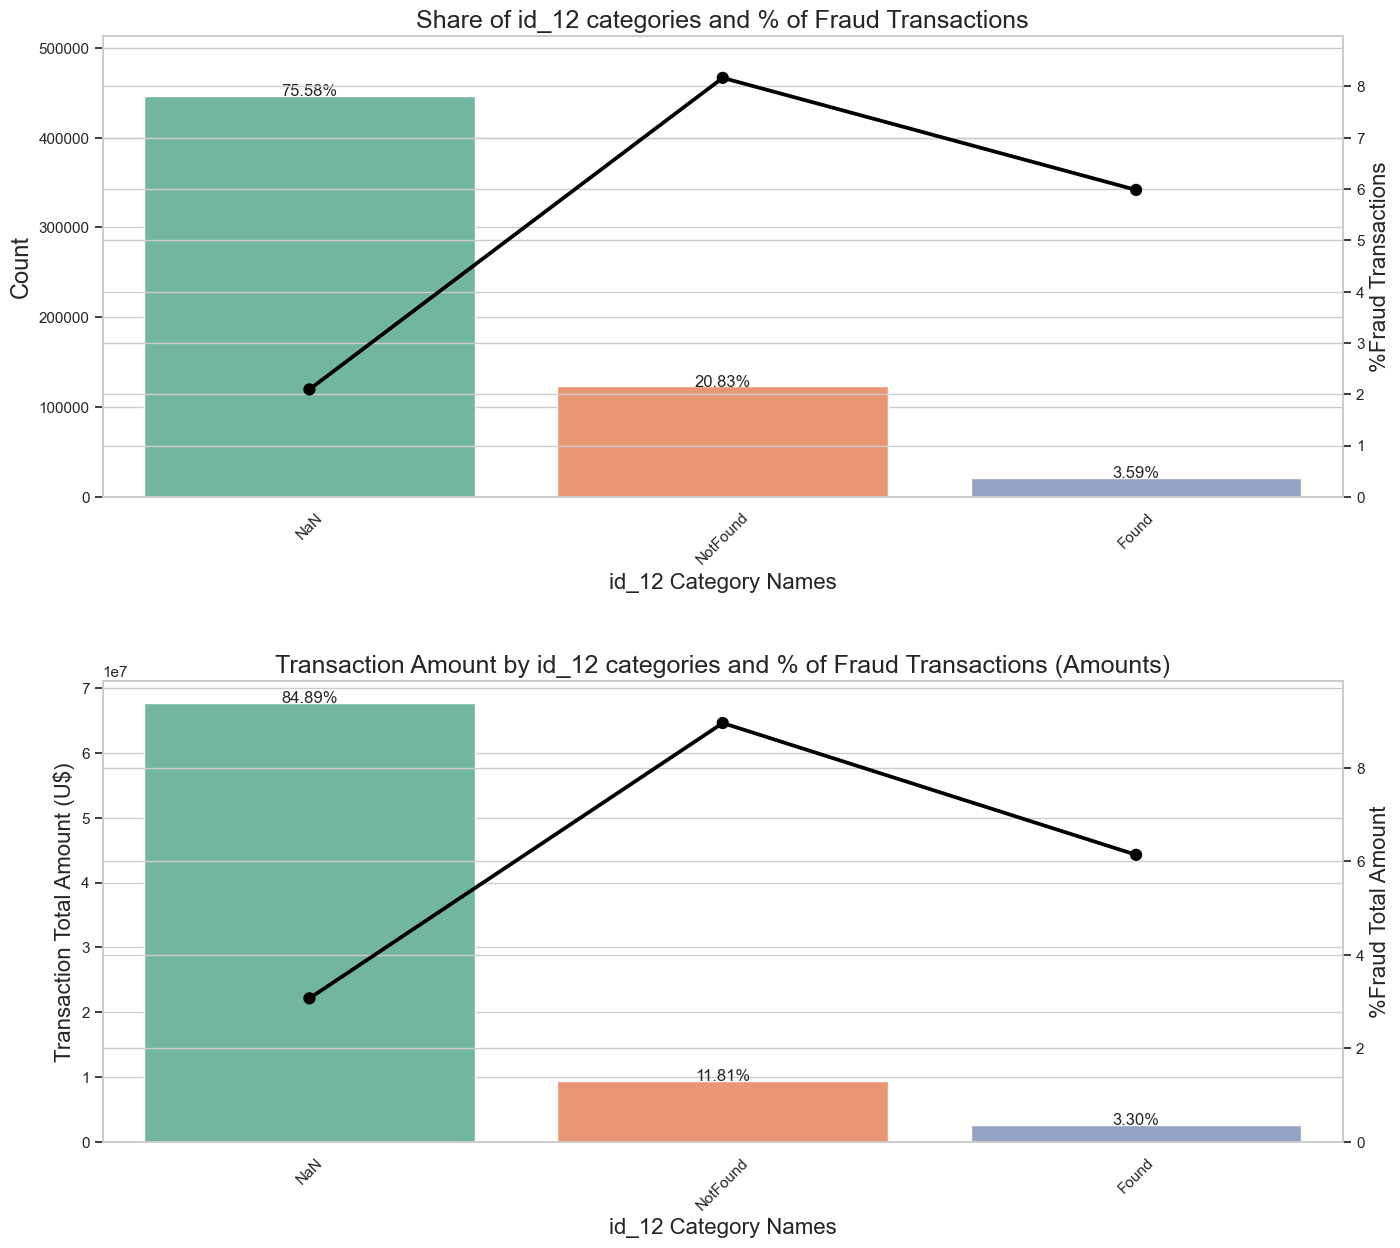 Share of id_12 categories and % of Fraud Transactions
500000
400000
300000
200000
100000
0
Count
75.58%
20.83%
3.59%
8
7
6
5
4
3
2
1
0
%Fraud Transactions
NaN
NotFound
Found
id_12 Category Names
Transaction Amount by id_12 categories and % of Fraud Transactions (Amounts)
1e7
7
6
5
4
3
2
1
0
Transaction Total Amount (U$)
84.89%
11.81%
3.30%
8
6
4
2
0
%Fraud Total Amount
NaN
NotFound
Found
id_12 Category Names